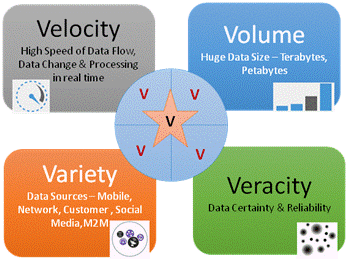 Velocity
High Speed of Data Flow,
Data Change & Processing
in real time
Volume
Huge Data Size – Terabytes,
Petabytes
V
V
V
V
V
Variety
Data Sources – Mobile,
Network, Customer , Social
Media,M2M
Veracity
Data Certainty & Reliability